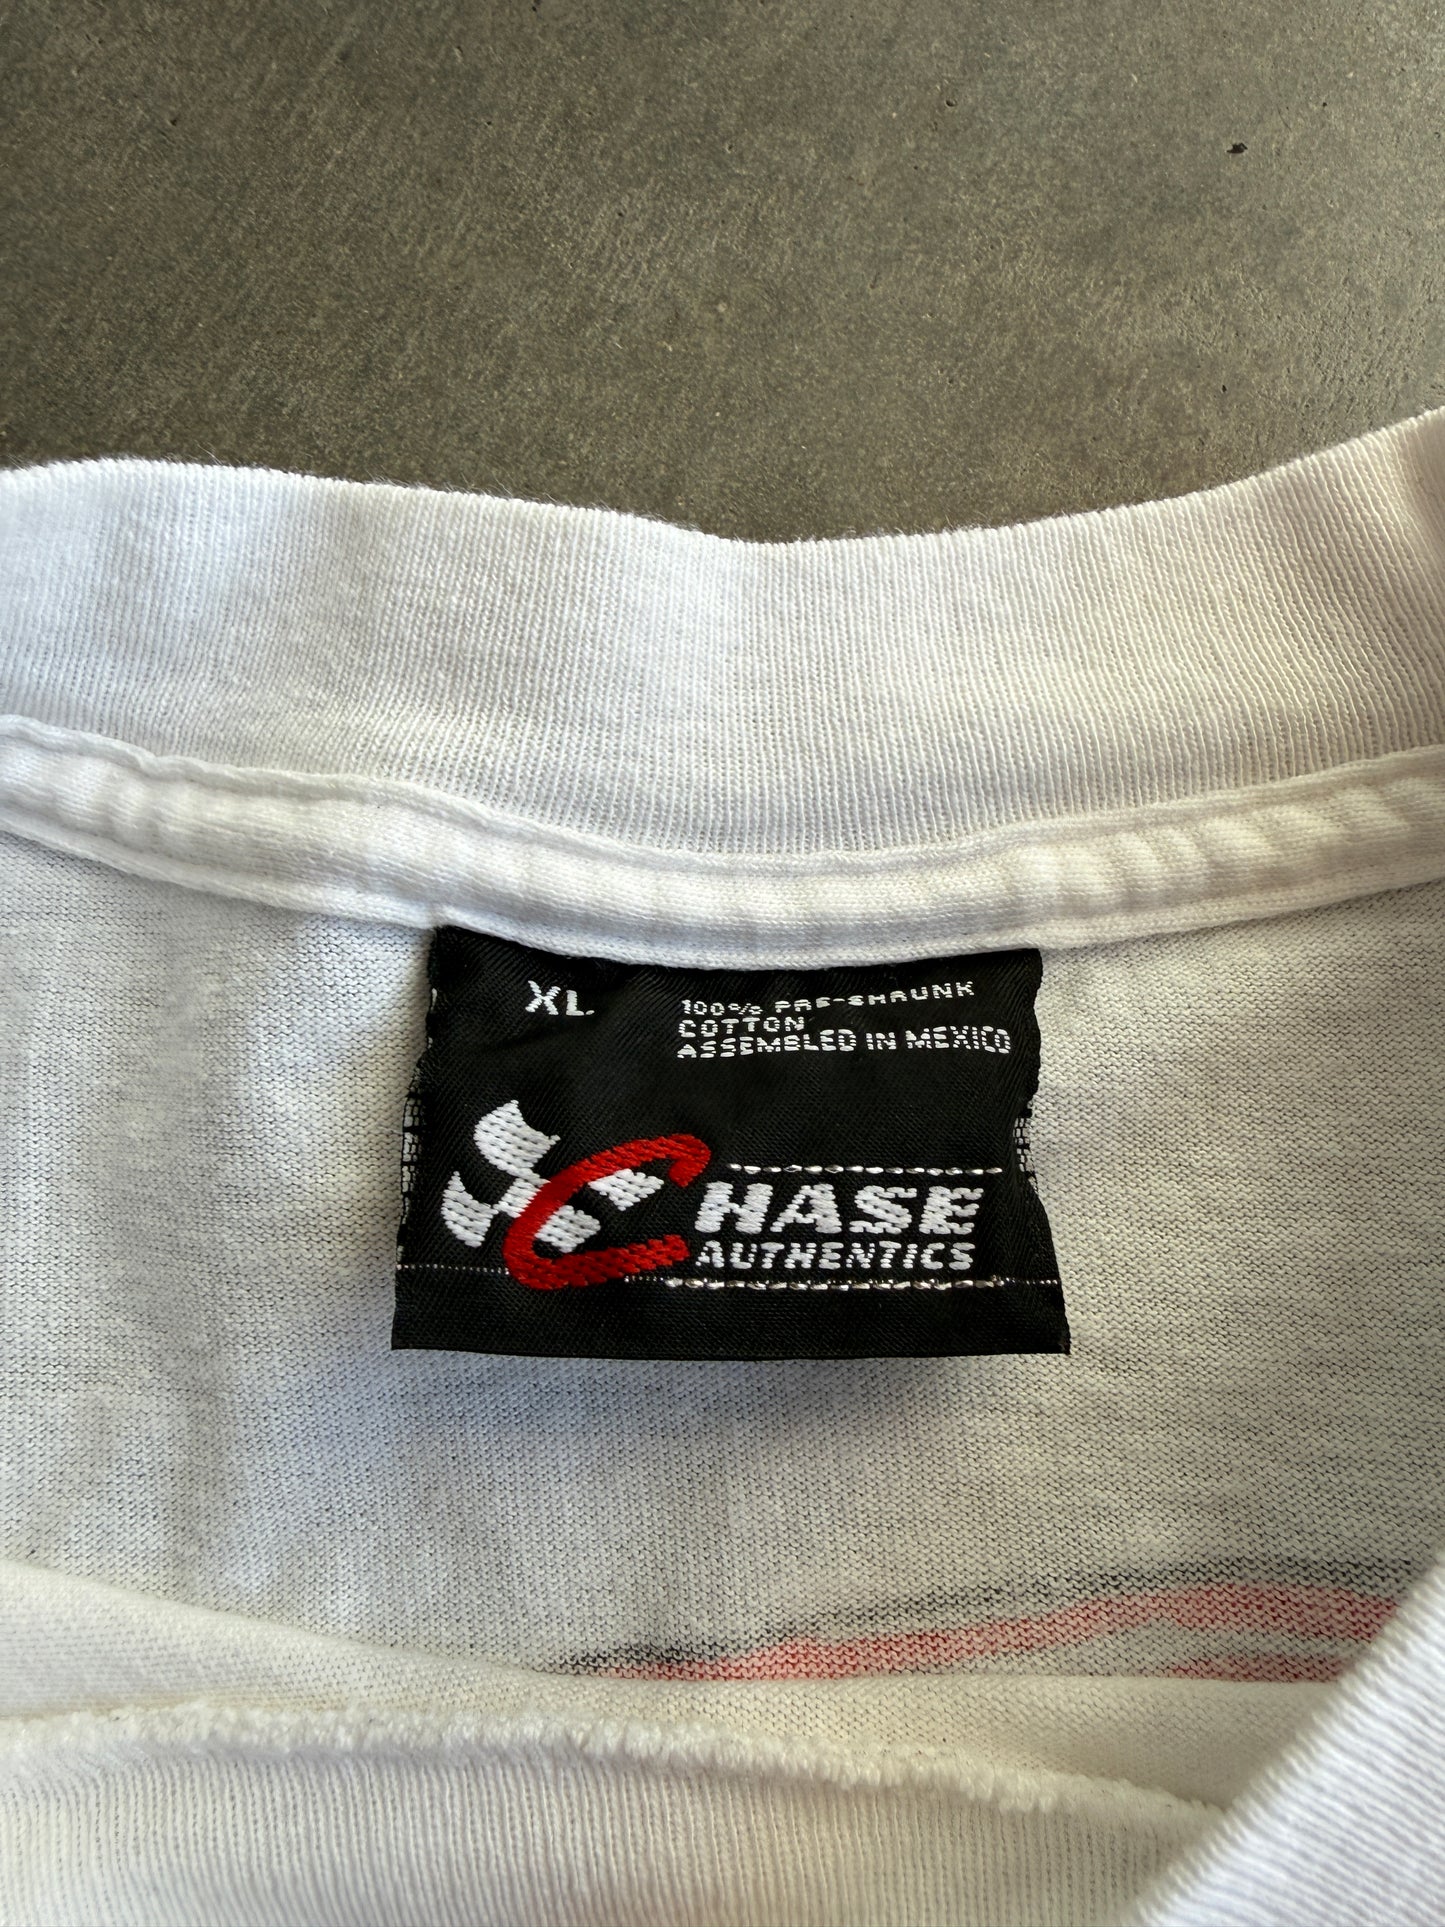 XL
100% PRE-SHRUNK
COTTON
ASSEMBLED IN MEXICO
CHASE
AUTHENTICS